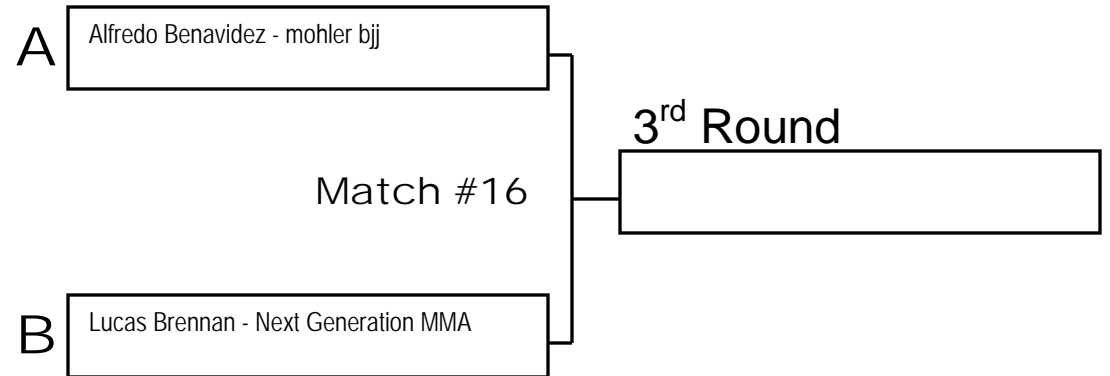 A
Alfredo Benavidez - mohler bjj
3rd Round
Match #16
B
Lucas Brennan - Next Generation MMA